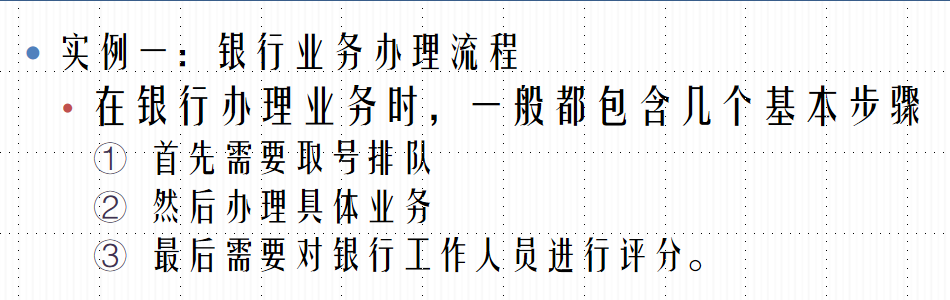 • 实例一：银行业务办理流程
• 在银行办理业务时，一般都包含几个基本步骤
① 首先需要取号排队
② 然后办理具体业务
③ 最后需要对银行工作人员进行评分。